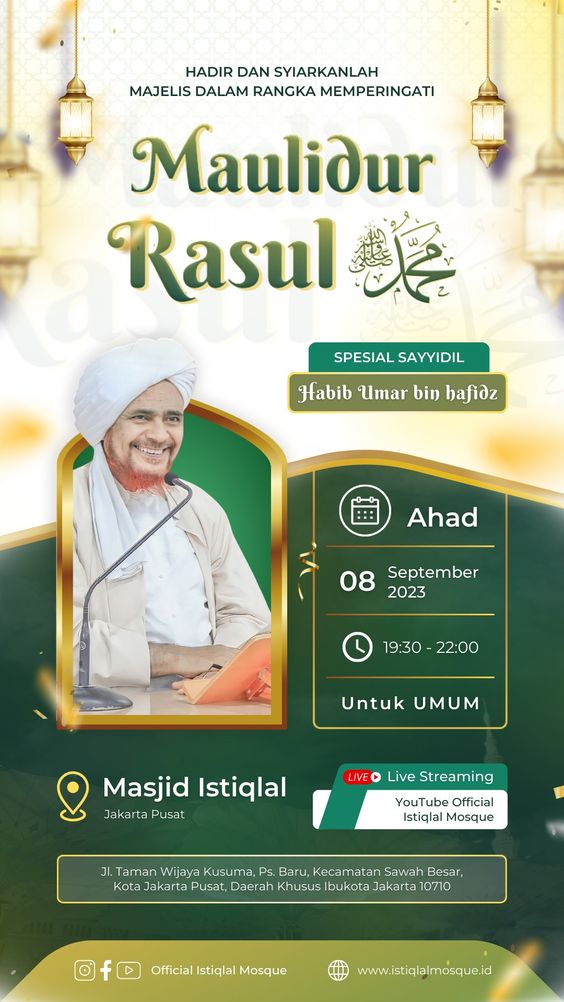 HADIR DAN SYIARKANLAH
MAJELIS DALAM RANGKA MEMPERINGATI
Maulidur
Rasul محمد ﷺ
SPESIAL SAYYIDIL
Habib Umar bin hafidz
Ahad
08 September
2023
19:30 - 22:00
Untuk UMUM
Masjid Istiqlal
Jakarta Pusat
LIVE Live Streaming
YouTube Official
Istiqlal Mosque
Jl. Taman Wijaya Kusuma, Ps. Baru, Kecamatan Sawah Besar,
Kota Jakarta Pusat, Daerah Khusus Ibukota Jakarta 10710
Official Istiqlal Mosque
www.istiqlalmosque.id